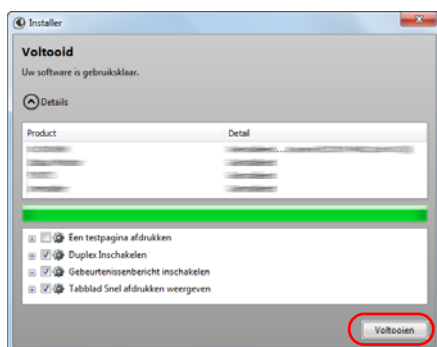 Installer
Voltooid
Uw software is gebruiksklaar.
Details
Product Detail
Een testpagina afdrukken
Duplex Inschakelen
Gebeurtenissenbericht inschakelen
Tabblad Snel afdrukken weergeven
Voltooien